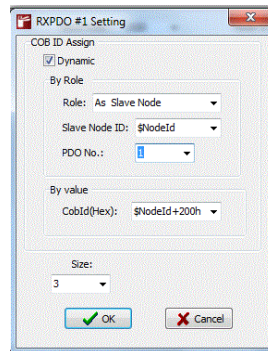 RXPDO #1 Setting
COB ID Assign
Dynamic
By Role
Role: As Slave Node
Slave Node ID: $NodeId
PDO No.: 1
By value
CobId(Hex): $NodeId+200h
Size:
3
OK Cancel